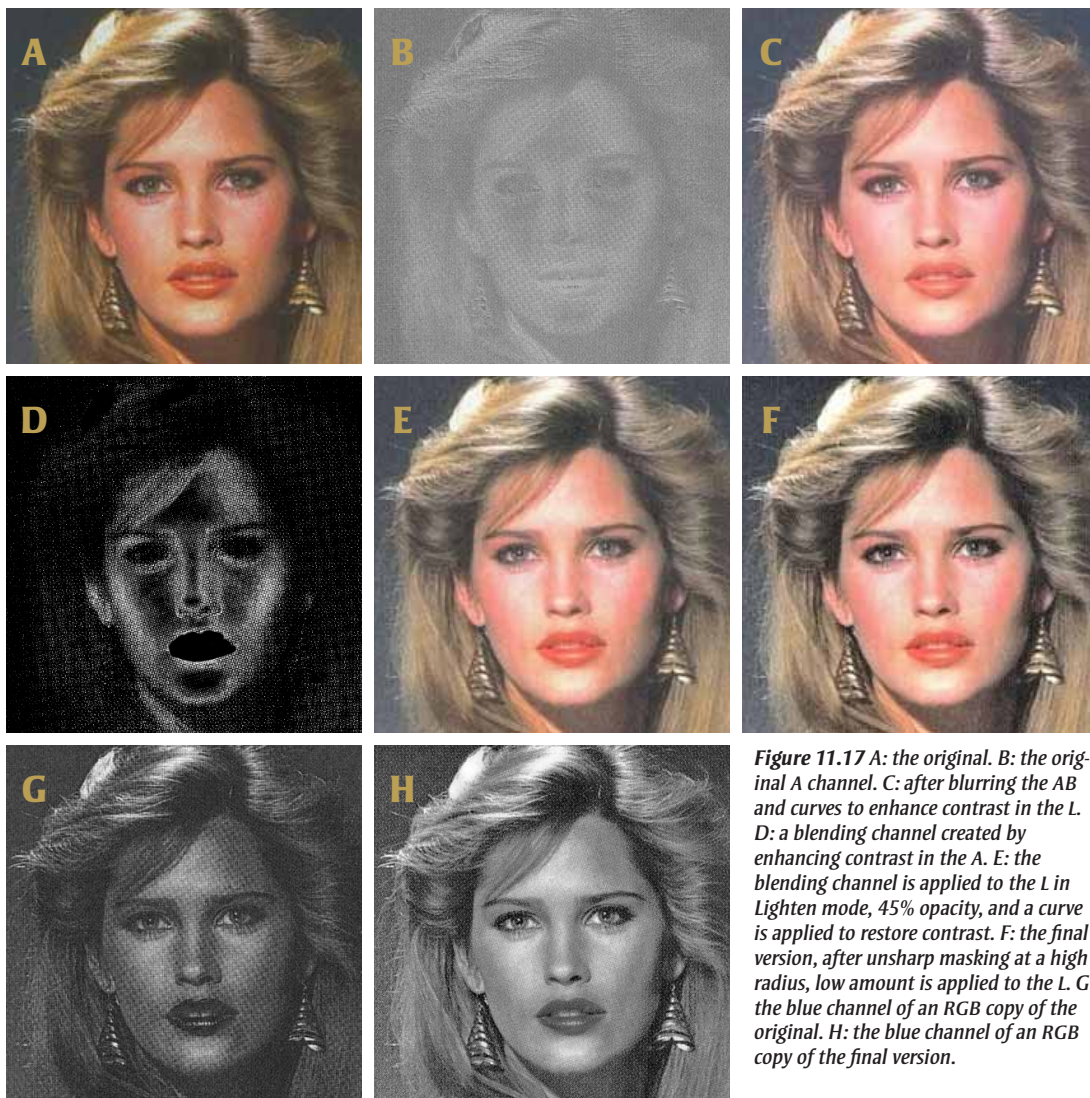 A
B
C
D
E
F
G
H
Figure 11.17 A: the original. B: the orig-
inal A channel. C: after blurring the AB
and curves to enhance contrast in the L.
D: a blending channel created by
enhancing contrast in the A. E: the
blending channel is applied to the L in
Lighten mode, 45% opacity, and a curve
is applied to restore contrast. F: the final
version, after unsharp masking at a high
radius, low amount is applied to the L. G
the blue channel of an RGB copy of the
original. H: the blue channel of an RGB
copy of the final version.